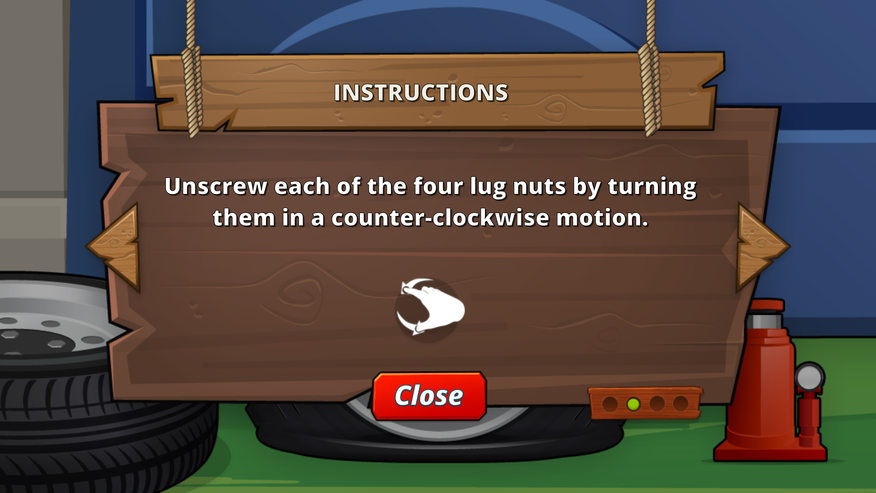 INSTRUCTIONS
Unscrew each of the four lug nuts by turning
them in a counter-clockwise motion.
Close